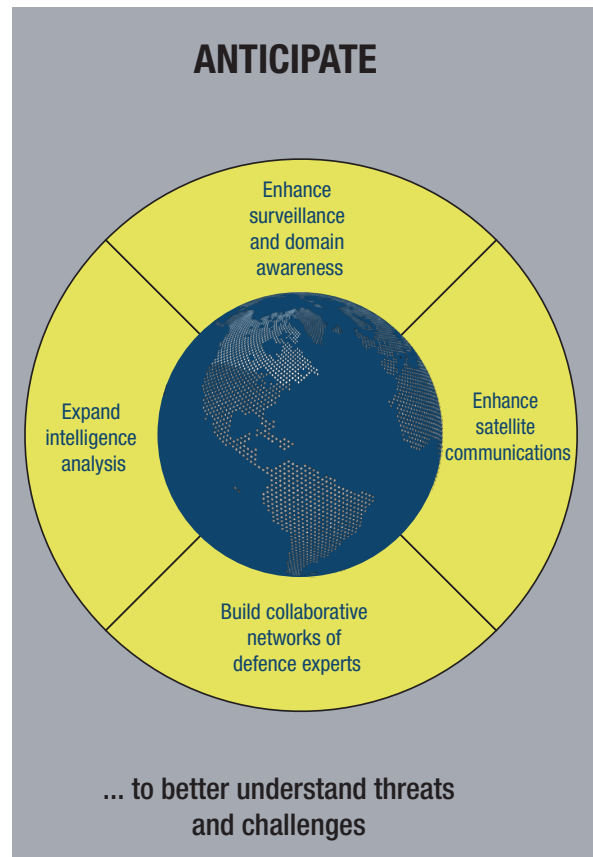 ANTICIPATE
Enhance
surveillance
and domain
awareness
Expand
intelligence
analysis
Enhance
satellite
communications
Build collaborative
networks of
defence experts
... to better understand threats
and challenges